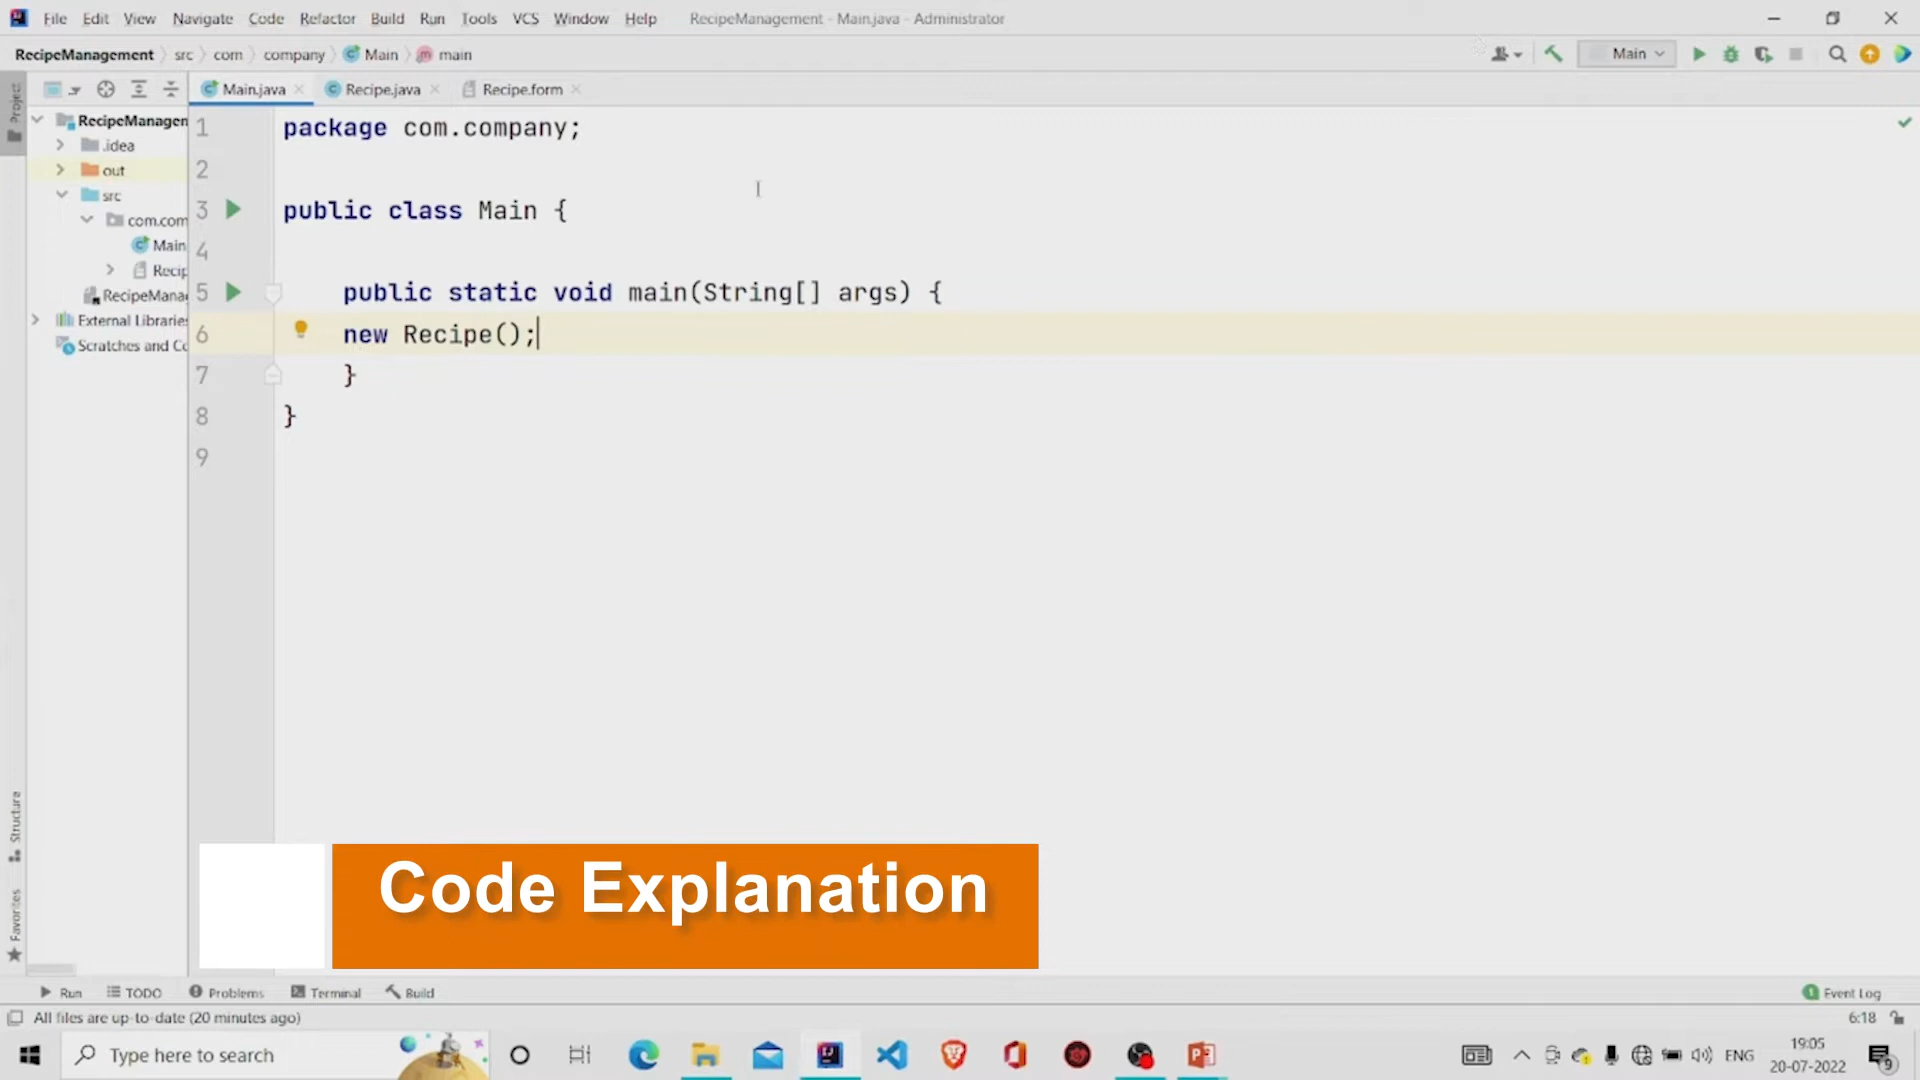 File Edit View Navigate Code Refactor Build Run Tools VCS Window Help RecipeManagement - Main.java - Administrator
RecipeManagement src com company Main main Main
Main.java Recipe.java Recipe.form
Project
RecipeManagen
.idea
out
src
com.com
Main
Recip
RecipeMana
External Librarie
Scratches and Co
1 package com.company;
2
3 public class Main {
4
5 public static void main(String[] args) {
6 new Recipe();
7 }
8 }
9
Structure
Favorites
Code Explanation
Run TODO Problems Terminal Build Event Log
All files are up-to-date (20 minutes ago) 6:18
Type here to search ENG 19:05
20-07-2022 9